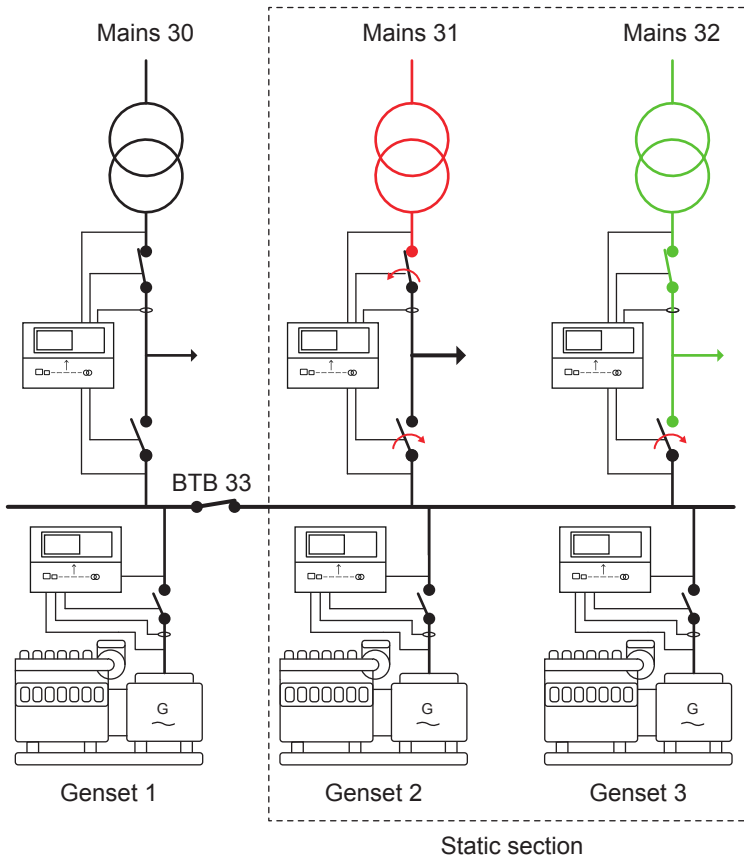 Mains 30
Mains 31
Mains 32
BTB 33
G
G
G
Genset 1
Genset 2
Genset 3
Static section